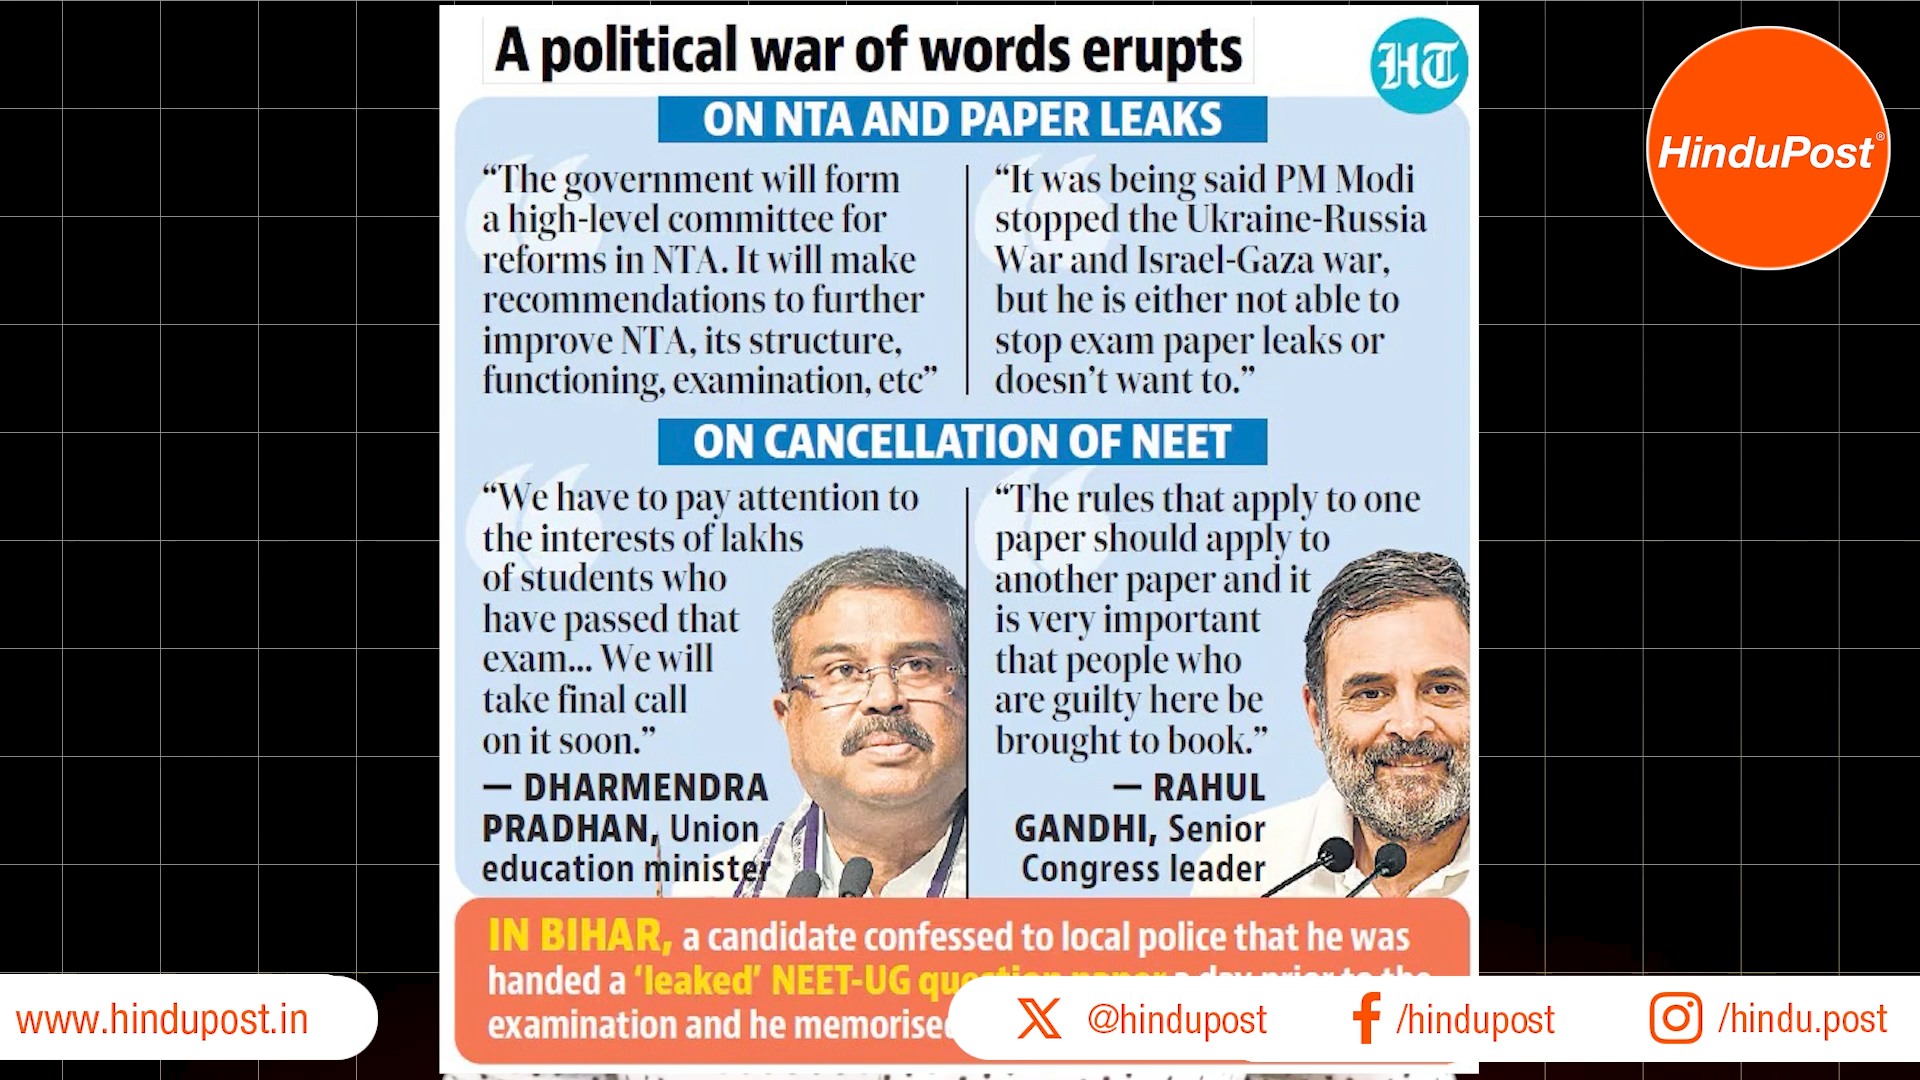 A political war of words erupts
HT
HinduPost®
ON NTA AND PAPER LEAKS
“The government will form
a high-level committee for
reforms in NTA. It will make
recommendations to further
improve NTA, its structure,
functioning, examination, etc”
“It was being said PM Modi
stopped the Ukraine-Russia
War and Israel-Gaza war,
but he is either not able to
stop exam paper leaks or
doesn’t want to.”
ON CANCELLATION OF NEET
“We have to pay attention to
the interests of lakhs
of students who
have passed that
exam... We will
take final call
on it soon.”
— DHARMENDRA
PRADHAN, Union
education minister
“The rules that apply to one
paper should apply to
another paper and it
is very important
that people who
are guilty here be
brought to book.”
— RAHUL
GANDHI, Senior
Congress leader
IN BIHAR, a candidate confessed to local police that he was
handed a ‘leaked’ NEET-UG question paper a day prior to the
examination and he memorised
www.hindupost.in
@hindupost
/hindupost
/hindu.post